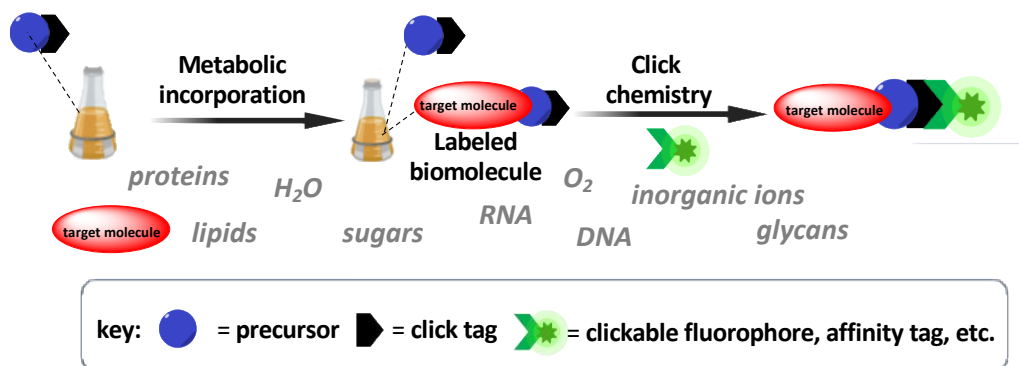 Metabolic
incorporation
Click
chemistry
target molecule
target molecule
Labeled
biomolecule
proteins
H₂O
O₂
inorganic ions
target molecule
lipids
sugars
RNA
DNA
glycans
key: = precursor = click tag = clickable fluorophore, affinity tag, etc.